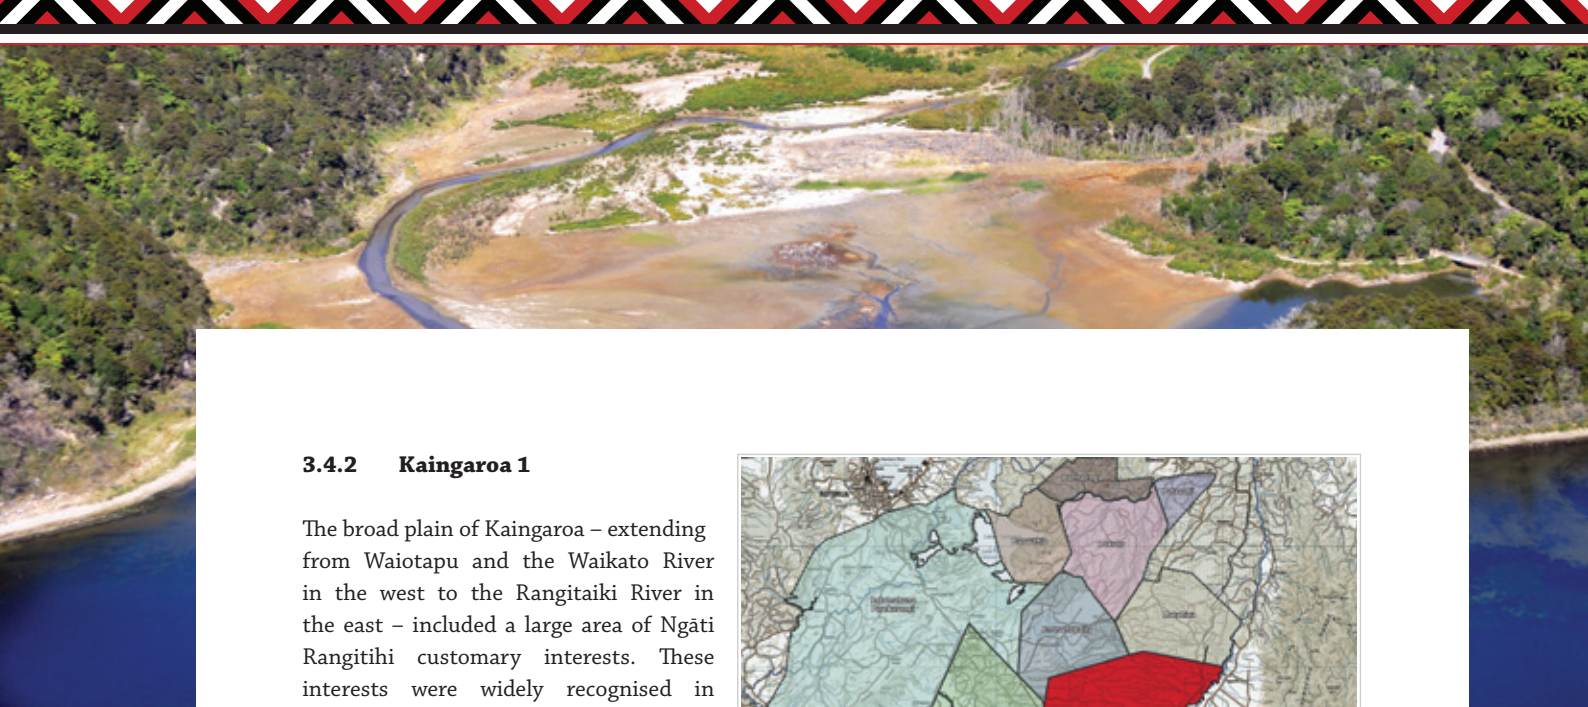 3.4.2 Kaingaroa 1
The broad plain of Kaingaroa – extending
from Waiotapu and the Waikato River
in the west to the Rangitaiki River in
the east – included a large area of Ngāti
Rangitihi customary interests. These
interests were widely recognised in